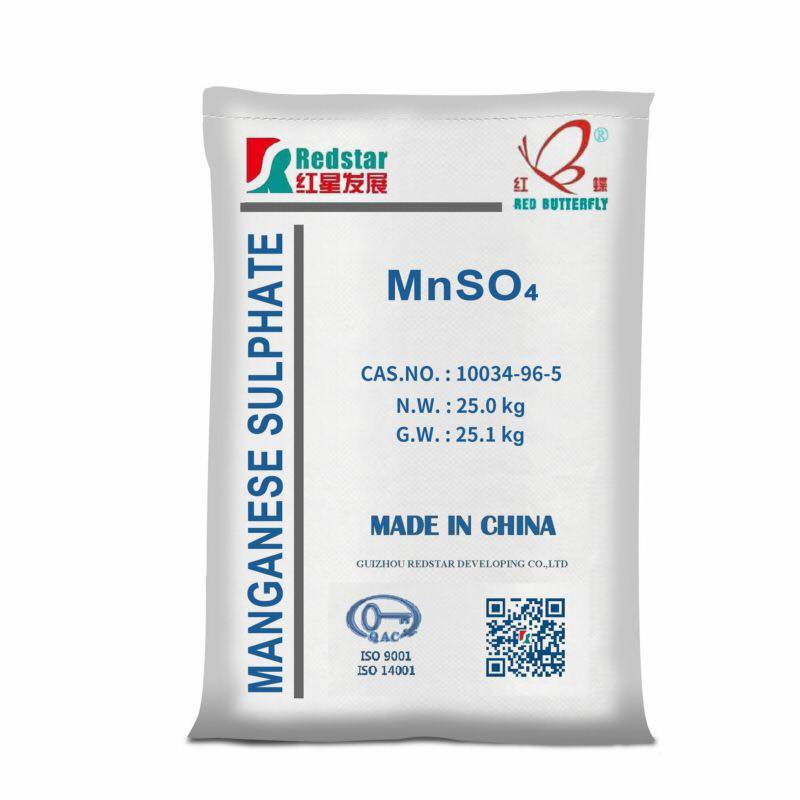 Redstar
红星发展
®
红 蝶
RED BUTTERFLY
MANGANESE SULPHATE
MnSO₄
CAS.NO. : 10034-96-5
N.W. : 25.0 kg
G.W. : 25.1 kg
MADE IN CHINA
GUIZHOU REDSTAR DEVELOPING CO.,LTD
QAC
ISO 9001
ISO 14001